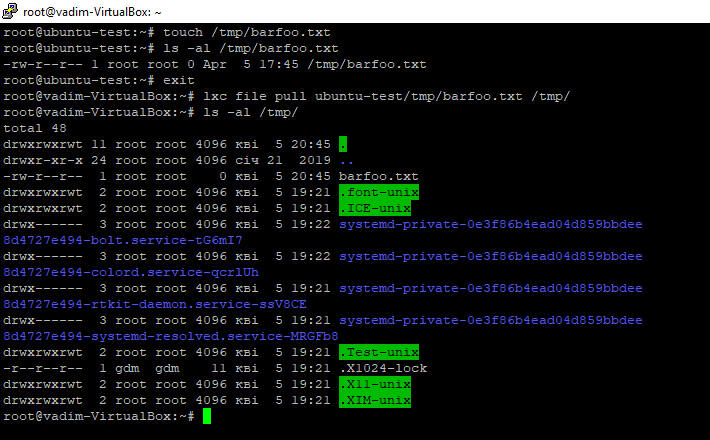 root@vadim-VirtualBox: ~
root@ubuntu-test:~# touch /tmp/barfoo.txt
root@ubuntu-test:~# ls -al /tmp/barfoo.txt
-rw-r--r-- 1 root root 0 Apr  5 17:45 /tmp/barfoo.txt
root@ubuntu-test:~# exit
root@vadim-VirtualBox:~# lxc file pull ubuntu-test/tmp/barfoo.txt /tmp/
root@vadim-VirtualBox:~# ls -al /tmp/
total 48
drwxrwxrwt 11 root root 4096 кві  5 20:45 .
drwxr-xr-x 24 root root 4096 січ 21  2019 ..
-rw-r--r--  1 root root    0 кві  5 20:45 barfoo.txt
drwxrwxrwt  2 root root 4096 кві  5 19:21 .font-unix
drwxrwxrwt  2 root root 4096 кві  5 19:21 .ICE-unix
drwx------  3 root root 4096 кві  5 19:22 systemd-private-0e3f86b4ead04d859bbdee
8d4727e494-bolt.service-tG6mI7
drwx------  3 root root 4096 кві  5 19:22 systemd-private-0e3f86b4ead04d859bbdee
8d4727e494-colord.service-qcrlUh
drwx------  3 root root 4096 кві  5 19:21 systemd-private-0e3f86b4ead04d859bbdee
8d4727e494-rtkit-daemon.service-ssV8CE
drwx------  3 root root 4096 кві  5 19:21 systemd-private-0e3f86b4ead04d859bbdee
8d4727e494-systemd-resolved.service-MRGFb8
drwxrwxrwt  2 root root 4096 кві  5 19:21 .Test-unix
-r--r--r--  1 gdm  gdm    11 кві  5 19:21 .X1024-lock
drwxrwxrwt  2 root root 4096 кві  5 19:21 .X11-unix
drwxrwxrwt  2 root root 4096 кві  5 19:21 .XIM-unix
root@vadim-VirtualBox:~#